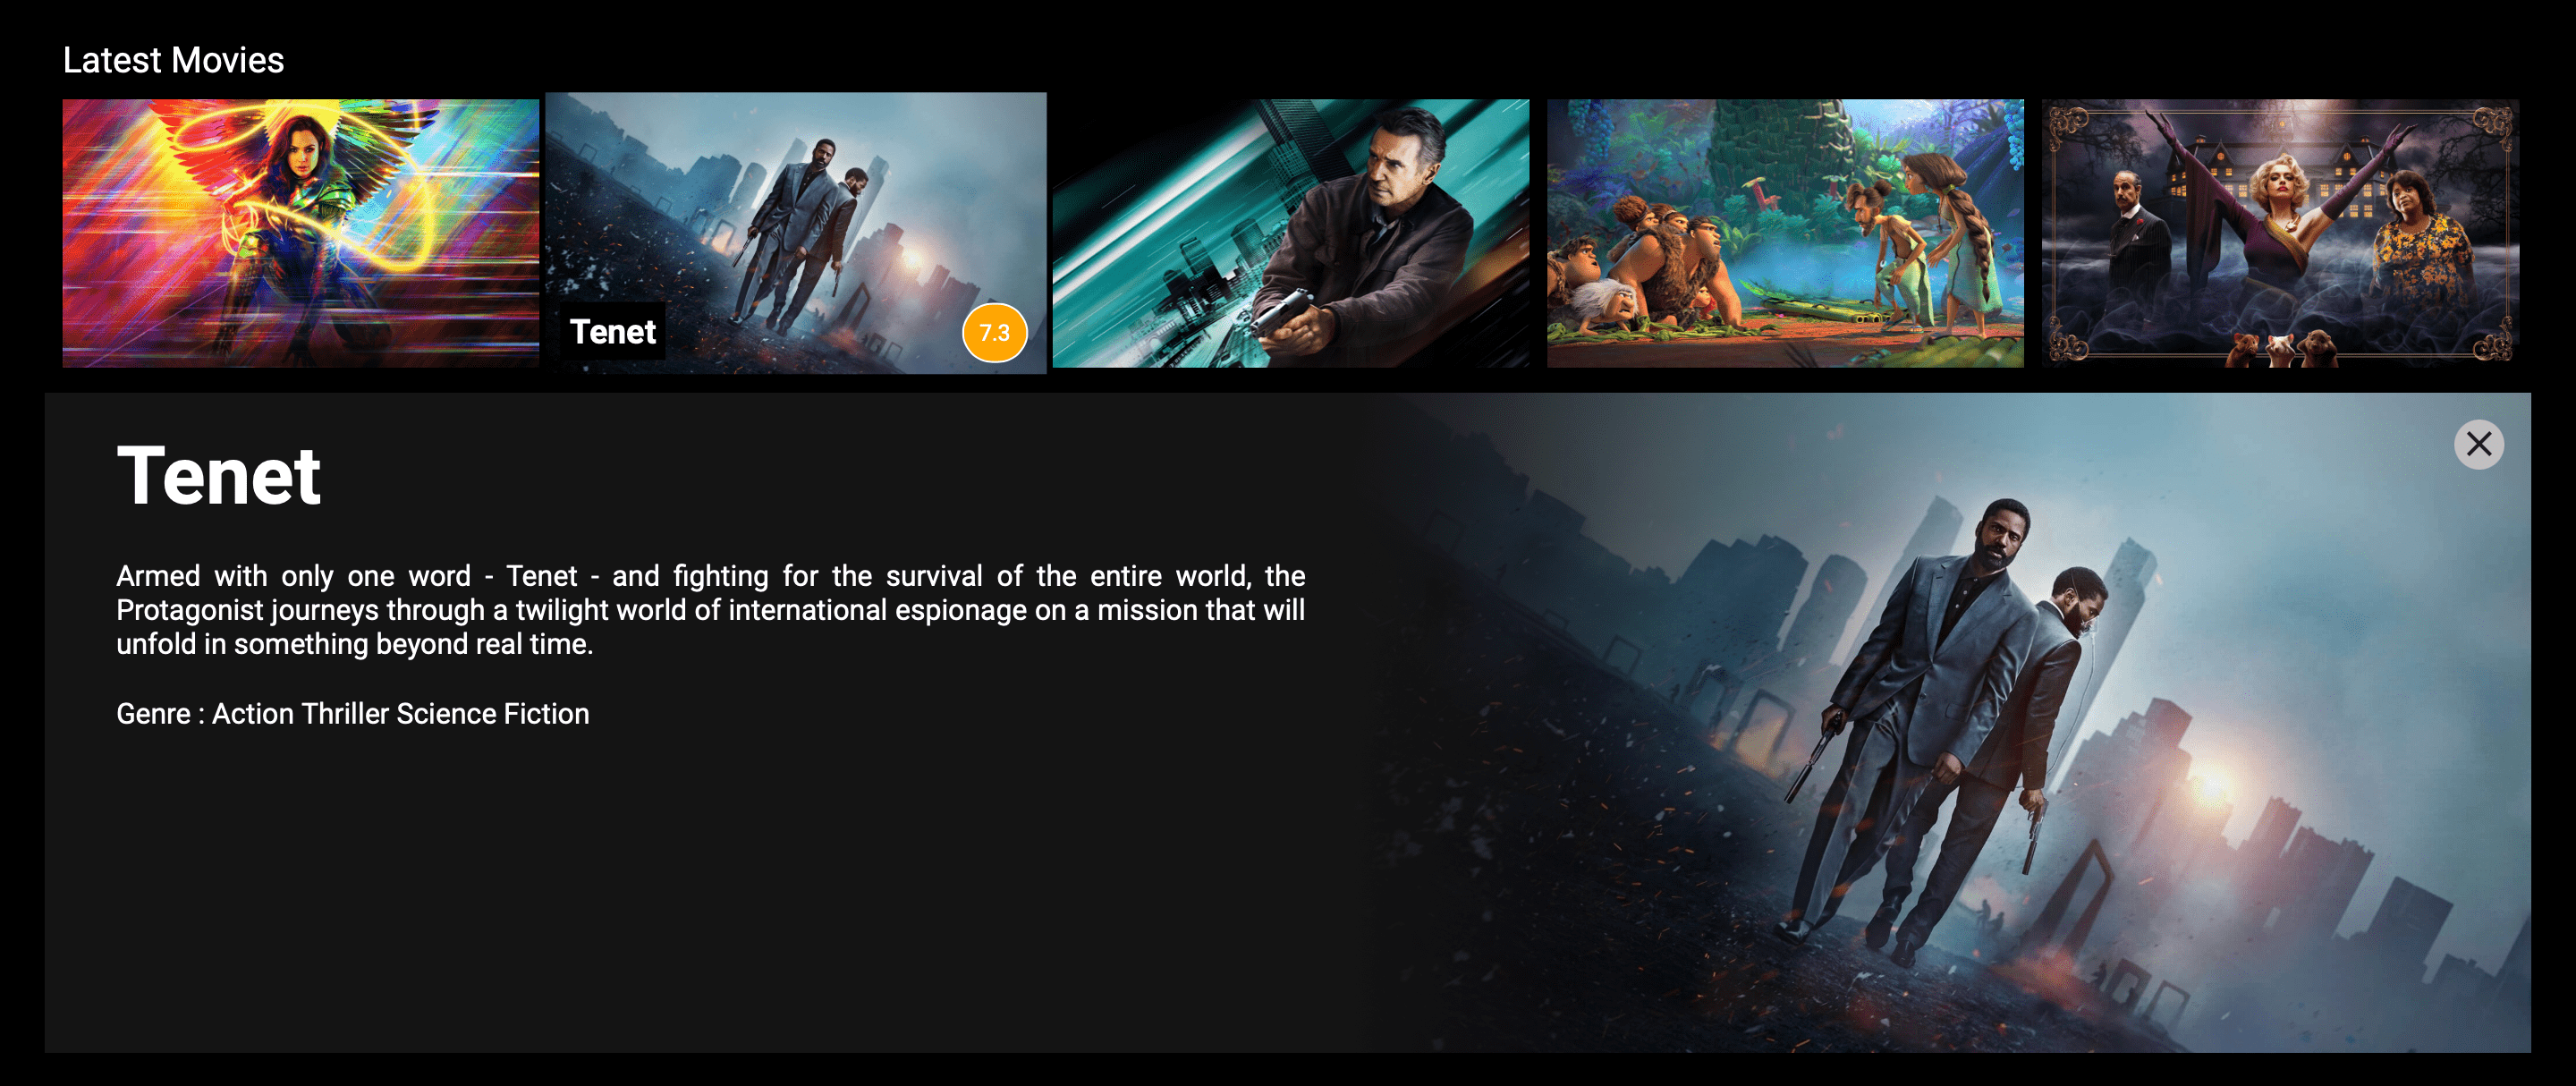 Latest Movies
Tenet
7.3
Tenet
Armed with only one word - Tenet - and fighting for the survival of the entire world, the
Protagonist journeys through a twilight world of international espionage on a mission that will
unfold in something beyond real time.
Genre : Action Thriller Science Fiction